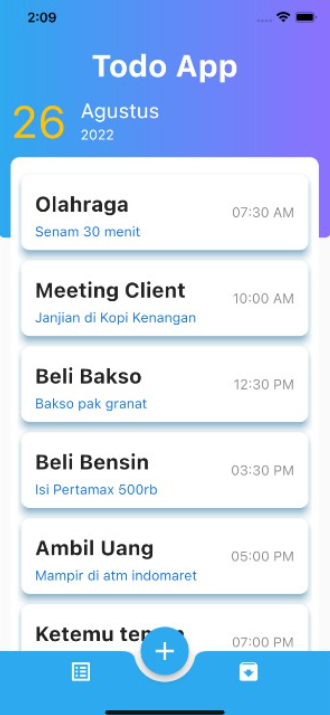 2:09
Todo App
26
Agustus
2022
Olahraga
07:30 AM
Senam 30 menit
Meeting Client
10:00 AM
Janjian di Kopi Kenangan
Beli Bakso
12:30 PM
Bakso pak granat
Beli Bensin
03:30 PM
Isi Pertamax 500rb
Ambil Uang
05:00 PM
Mampir di atm indomaret
Ketemu
07:00 PM